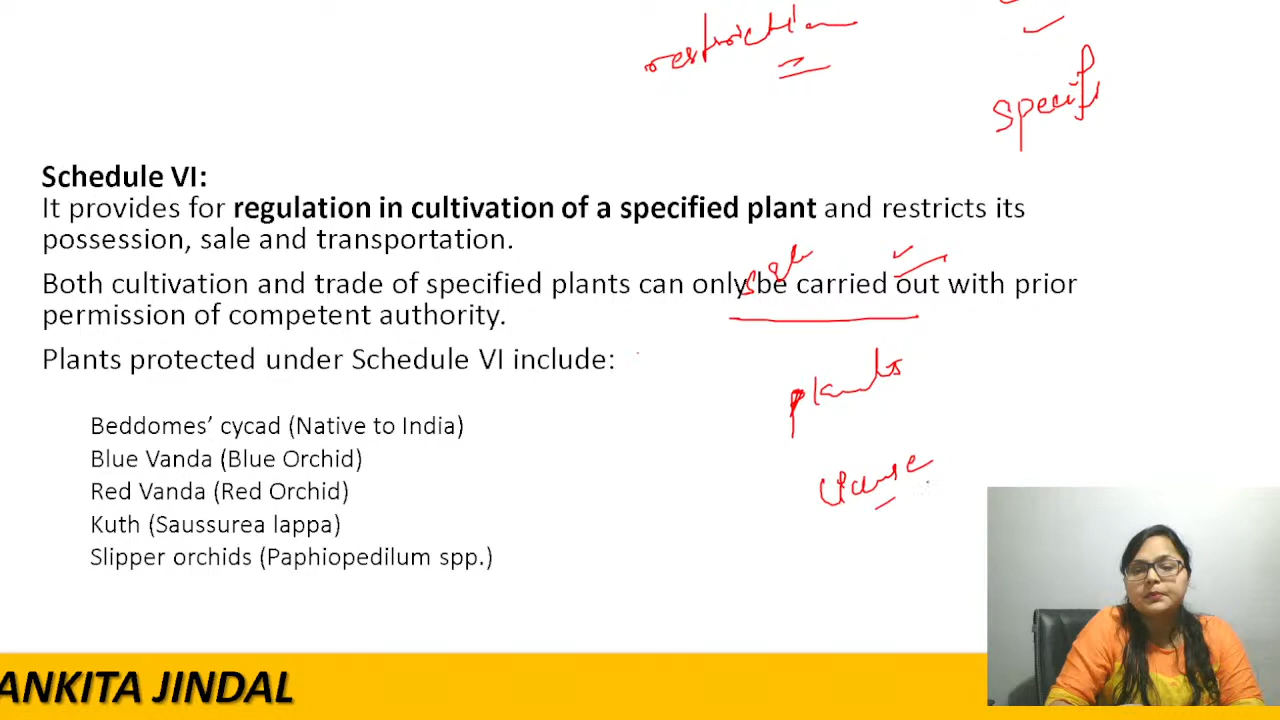 restriction
specifi
Schedule VI:
It provides for regulation in cultivation of a specified plant and restricts its
possession, sale and transportation.
Both cultivation and trade of specified plants can only be carried out with prior
permission of competent authority.
Plants protected under Schedule VI include:
plants
Beddomes’ cycad (Native to India)
Blue Vanda (Blue Orchid)
Red Vanda (Red Orchid)
Kuth (Saussurea lappa)
Slipper orchids (Paphiopedilum spp.)
ANKITA JINDAL